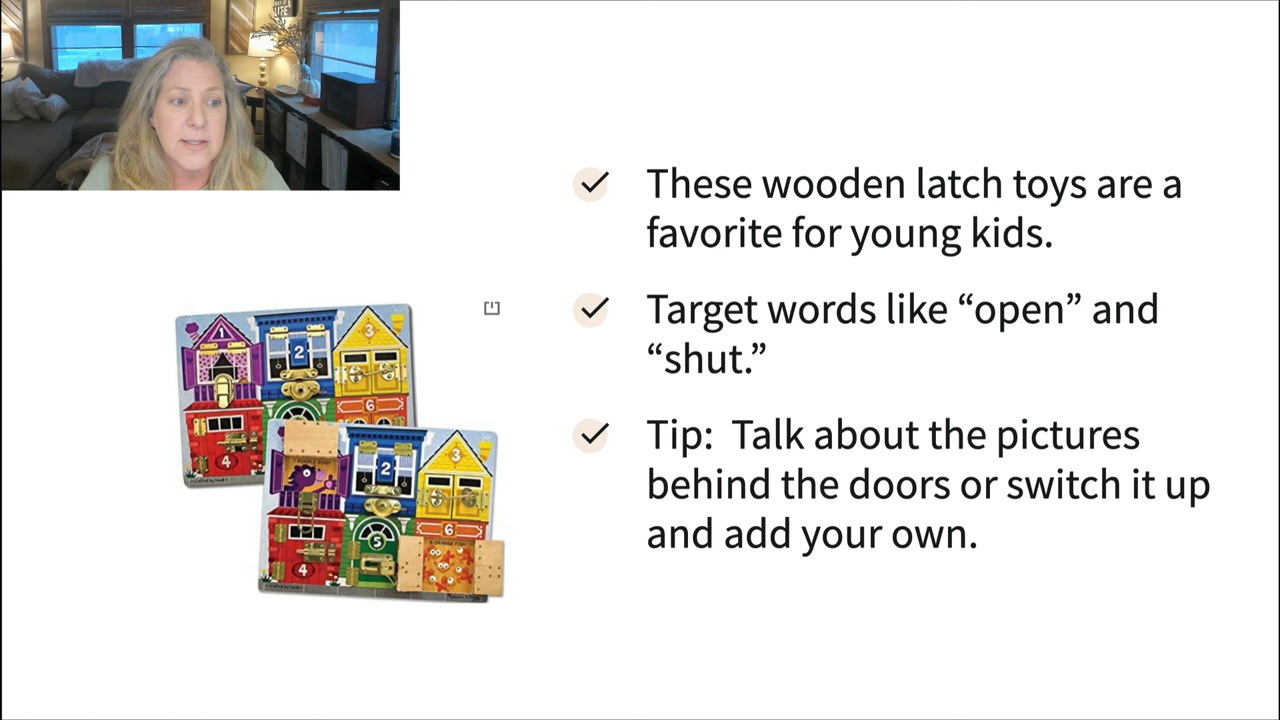 LIFE
These wooden latch toys are a
favorite for young kids.
Target words like “open” and
“shut.”
Tip:  Talk about the pictures
behind the doors or switch it up
and add your own.
1
2
3
4
6
2
3
4
5
6